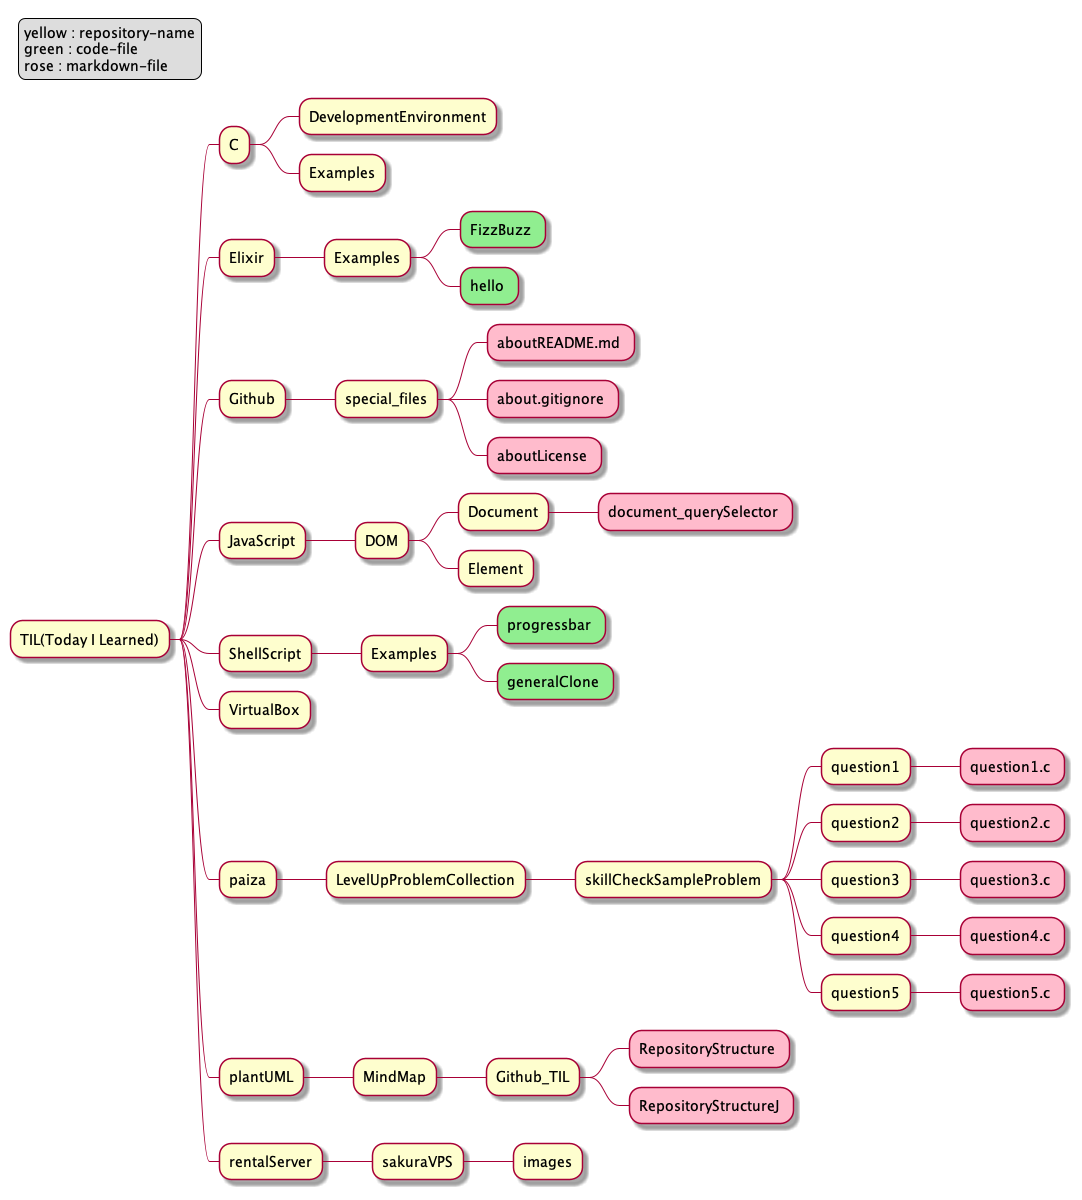 yellow : repository-name
green : code-file
rose : markdown-file
TIL(Today I Learned)
C
DevelopmentEnvironment
Examples
Elixir
Examples
FizzBuzz
hello
Github
special_files
aboutREADME.md
about.gitignore
aboutLicense
JavaScript
DOM
Document
document_querySelector
Element
ShellScript
Examples
progressbar
generalClone
VirtualBox
paiza
LevelUpProblemCollection
skillCheckSampleProblem
question1
question1.c
question2
question2.c
question3
question3.c
question4
question4.c
question5
question5.c
plantUML
MindMap
Github_TIL
RepositoryStructure
RepositoryStructureJ
rentalServer
sakuraVPS
images